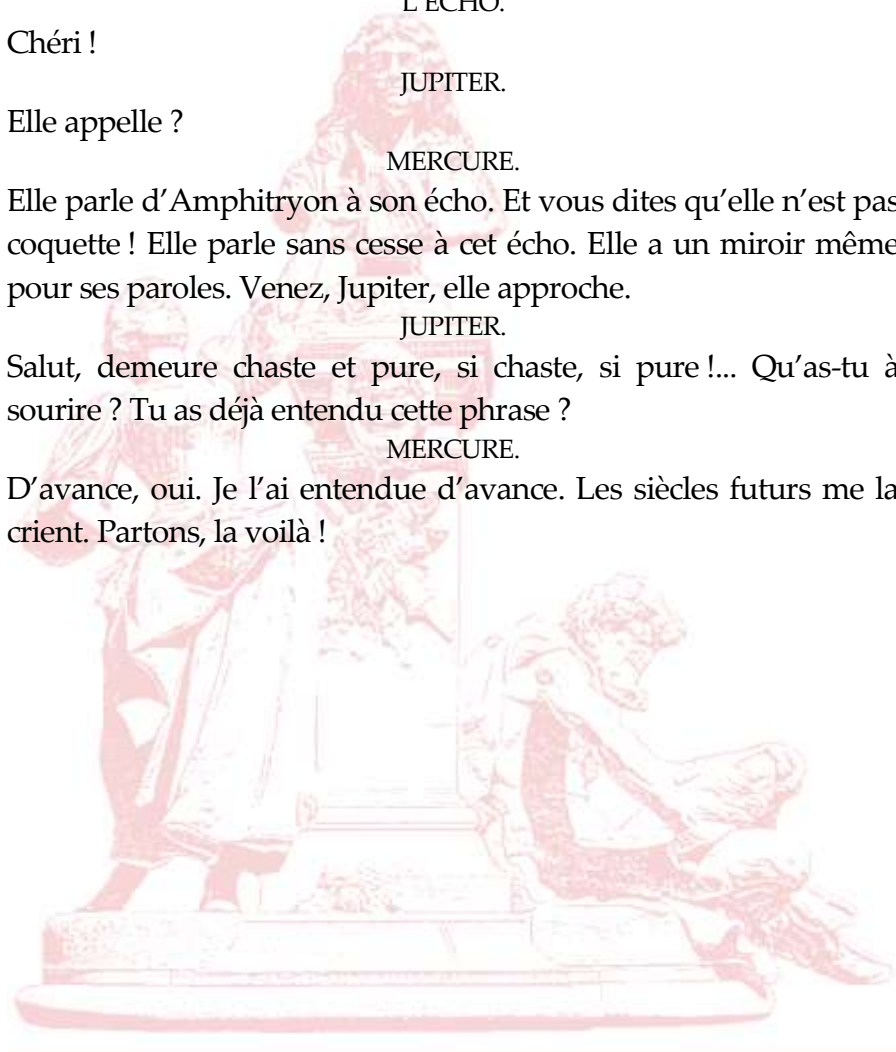 L’ÉCHO.
Chéri !
JUPITER.
Elle appelle ?
MERCURE.
Elle parle d’Amphitryon à son écho. Et vous dites qu’elle n’est pas
coquette ! Elle parle sans cesse à cet écho. Elle a un miroir même
pour ses paroles. Venez, Jupiter, elle approche.
JUPITER.
Salut, demeure chaste et pure, si chaste, si pure !... Qu’as-tu à
sourire ? Tu as déjà entendu cette phrase ?
MERCURE.
D’avance, oui. Je l’ai entendue d’avance. Les siècles futurs me la
crient. Partons, la voilà !